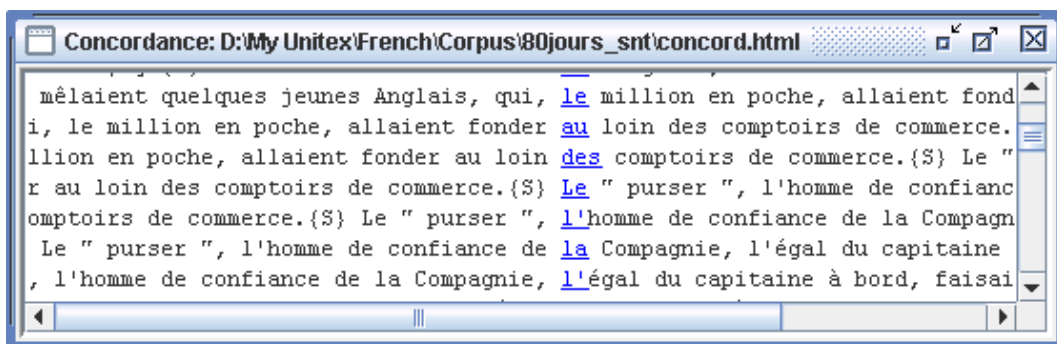 Concordance: D:\My Unitex\French\Corpus\80jours_snt\concord.html
mêlaient quelques jeunes Anglais, qui, le million en poche, allaient fond
i, le million en poche, allaient fonder au loin des comptoirs de commerce.
llion en poche, allaient fonder au loin des comptoirs de commerce.{S} Le "
r au loin des comptoirs de commerce.{S} Le " purser ", l'homme de confianc
omptoirs de commerce.{S} Le " purser ", l'homme de confiance de la Compagn
Le " purser ", l'homme de confiance de la Compagnie, l'égal du capitaine
, l'homme de confiance de la Compagnie, l'égal du capitaine à bord, faisai